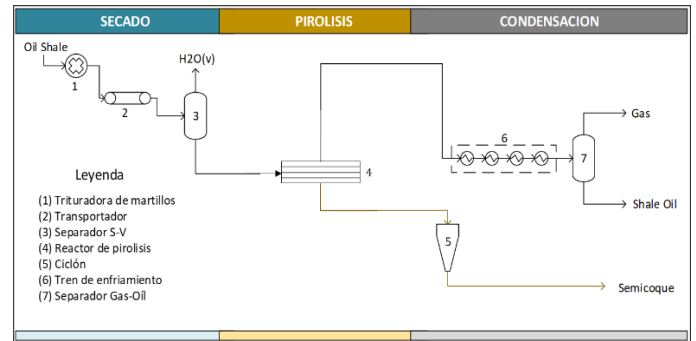 SECADO
PIROLISIS
CONDENSACION
Oil Shale
H2O(v)
1
2
3
4
5
6
7
Gas
Shale Oil
Semicoque
Leyenda
(1) Trituradora de martillos
(2) Transportador
(3) Separador S-V
(4) Reactor de pirolisis
(5) Ciclón
(6) Tren de enfriamiento
(7) Separador Gas-Oíl